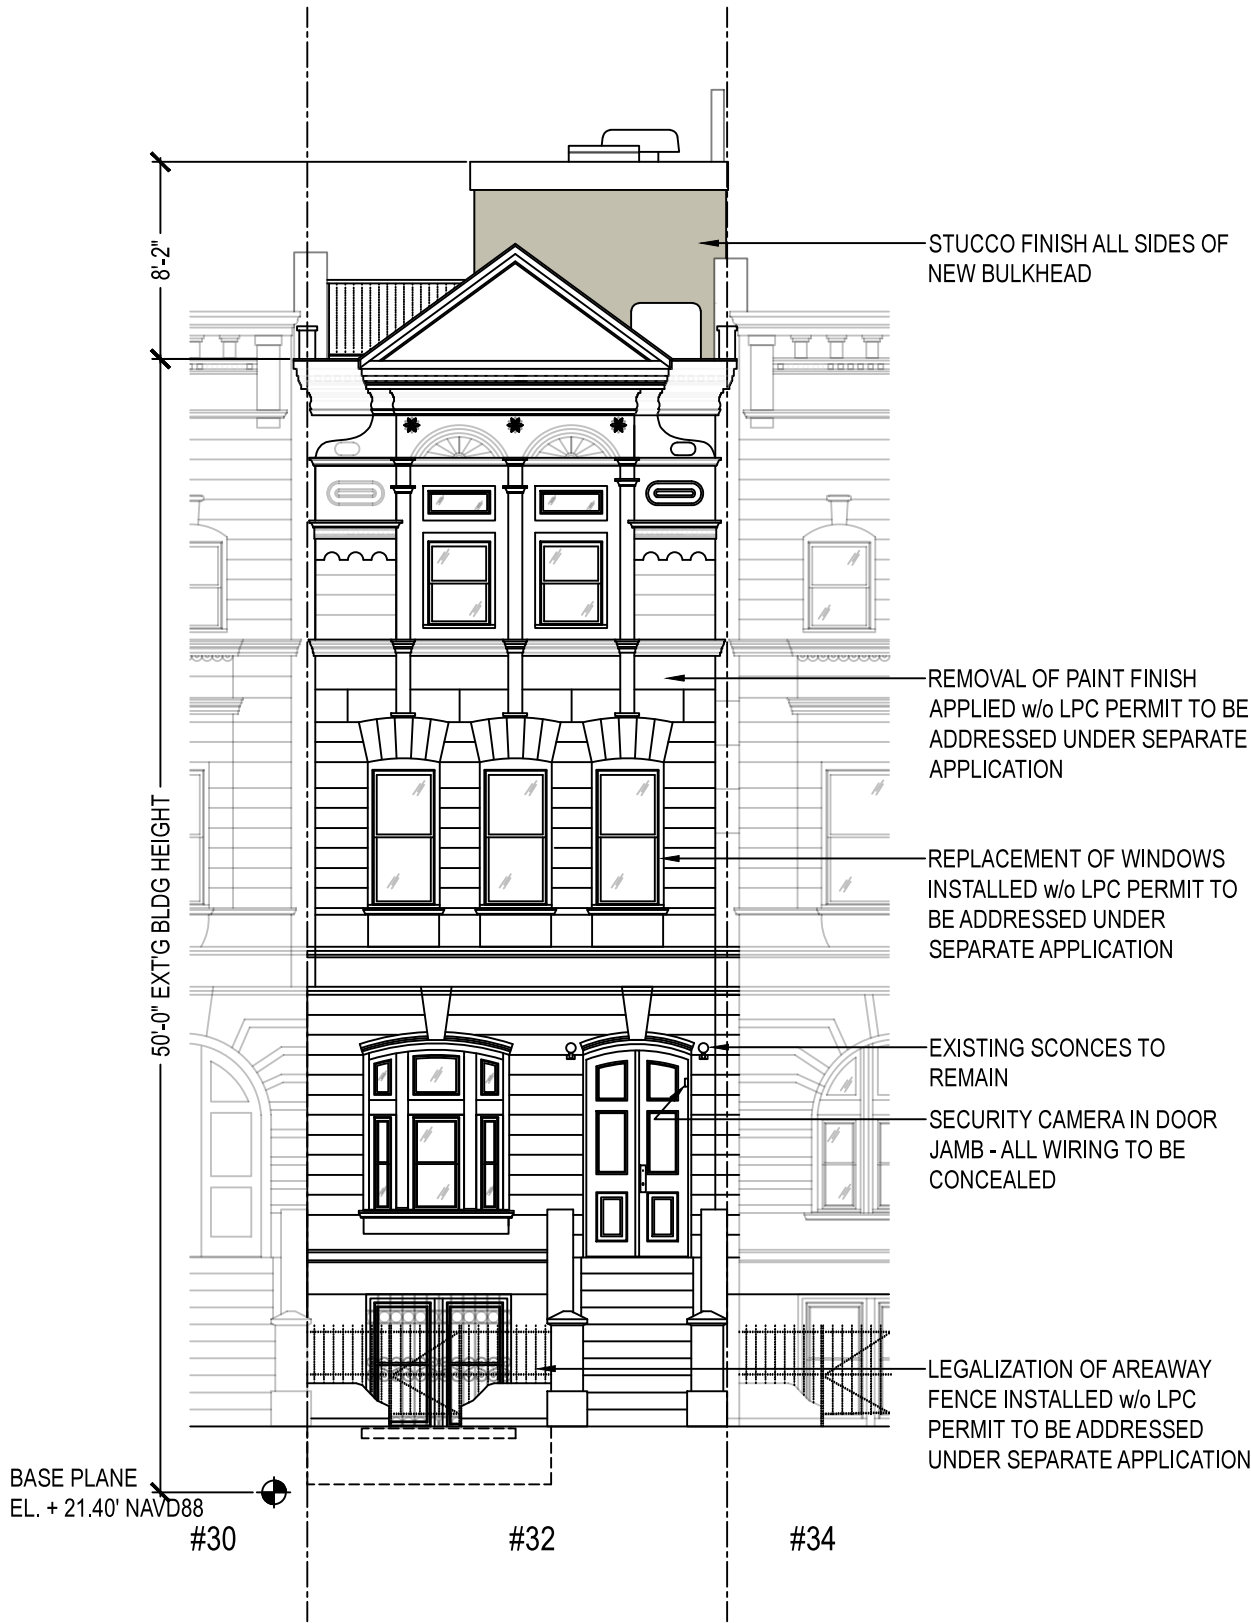 8'-2"
STUCCO FINISH ALL SIDES OF
NEW BULKHEAD
REMOVAL OF PAINT FINISH
APPLIED w/o LPC PERMIT TO BE
ADDRESSED UNDER SEPARATE
APPLICATION
50'-0" EXT'G BLDG HEIGHT
REPLACEMENT OF WINDOWS
INSTALLED w/o LPC PERMIT TO
BE ADDRESSED UNDER
SEPARATE APPLICATION
EXISTING SCONCES TO
REMAIN
SECURITY CAMERA IN DOOR
JAMB - ALL WIRING TO BE
CONCEALED
LEGALIZATION OF AREAWAY
FENCE INSTALLED w/o LPC
PERMIT TO BE ADDRESSED
UNDER SEPARATE APPLICATION
BASE PLANE
EL. + 21.40' NAVD88
#30
#32
#34